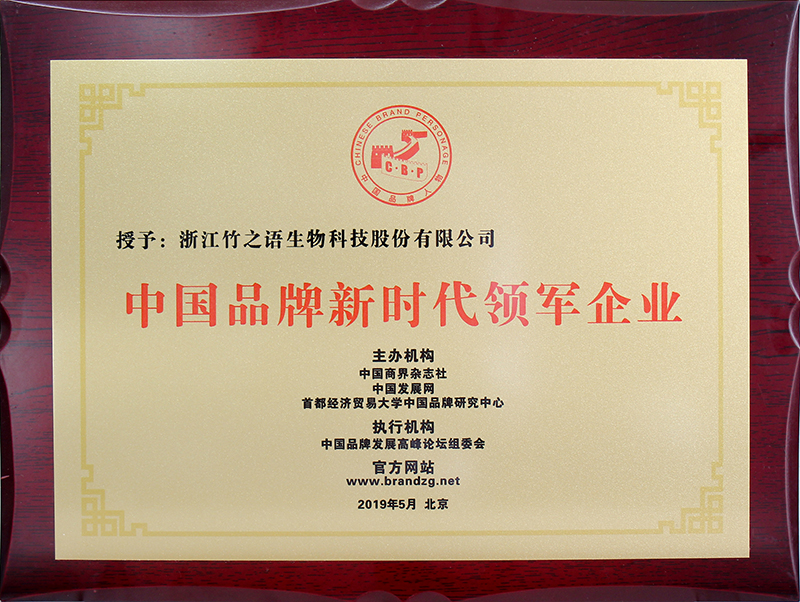 CHINESE BRAND PERSONAGE
C·B·P
中国品牌人物
授予：浙江竹之语生物科技股份有限公司
中国品牌新时代领军企业
主办机构
中国商界杂志社
中国发展网
首都经济贸易大学中国品牌研究中心
执行机构
中国品牌发展高峰论坛组委会
官方网站
www.brandzg.net
2019年5月 北京